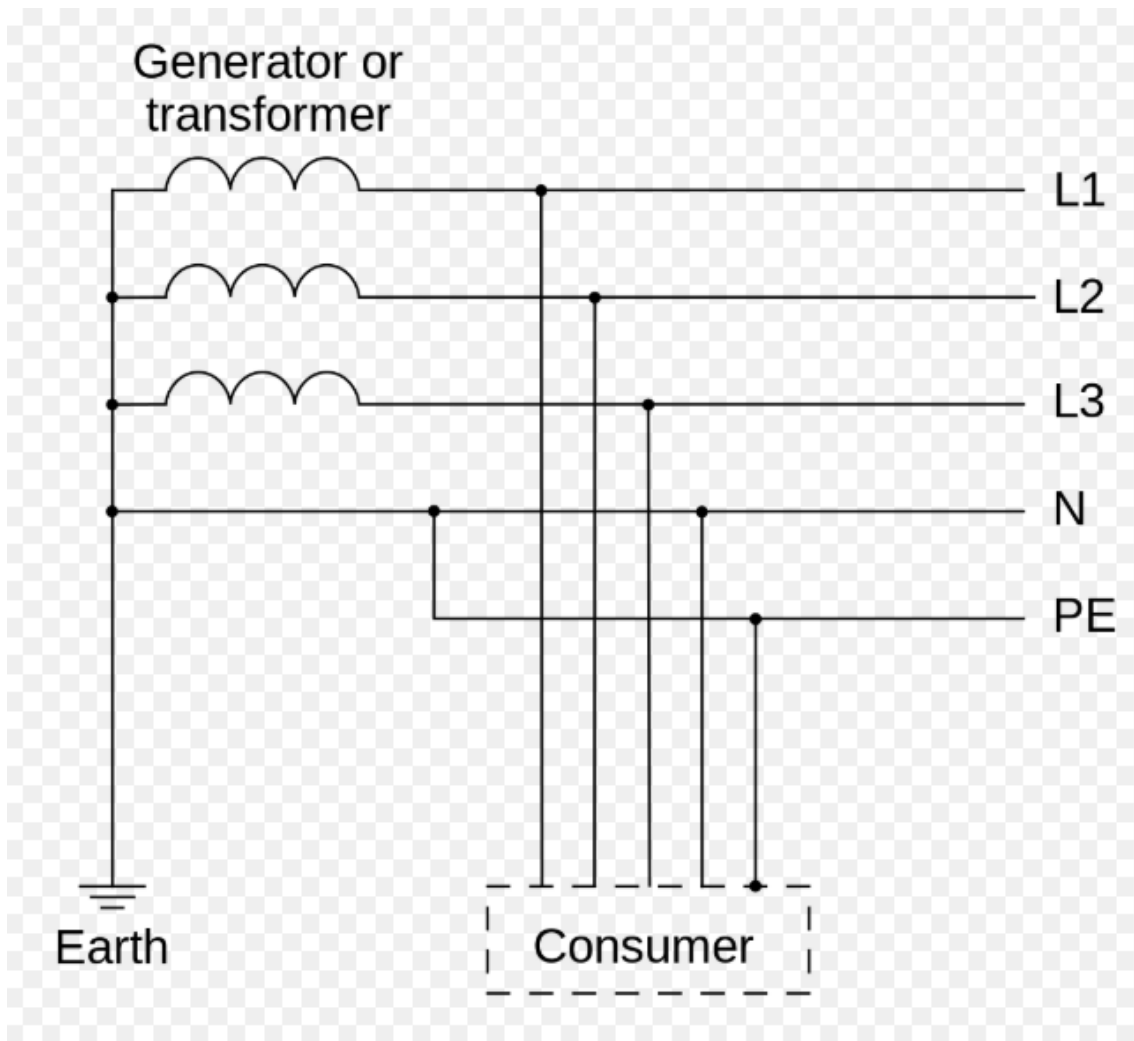 Generator or
transformer
L1
L2
L3
N
PE
Earth
Consumer